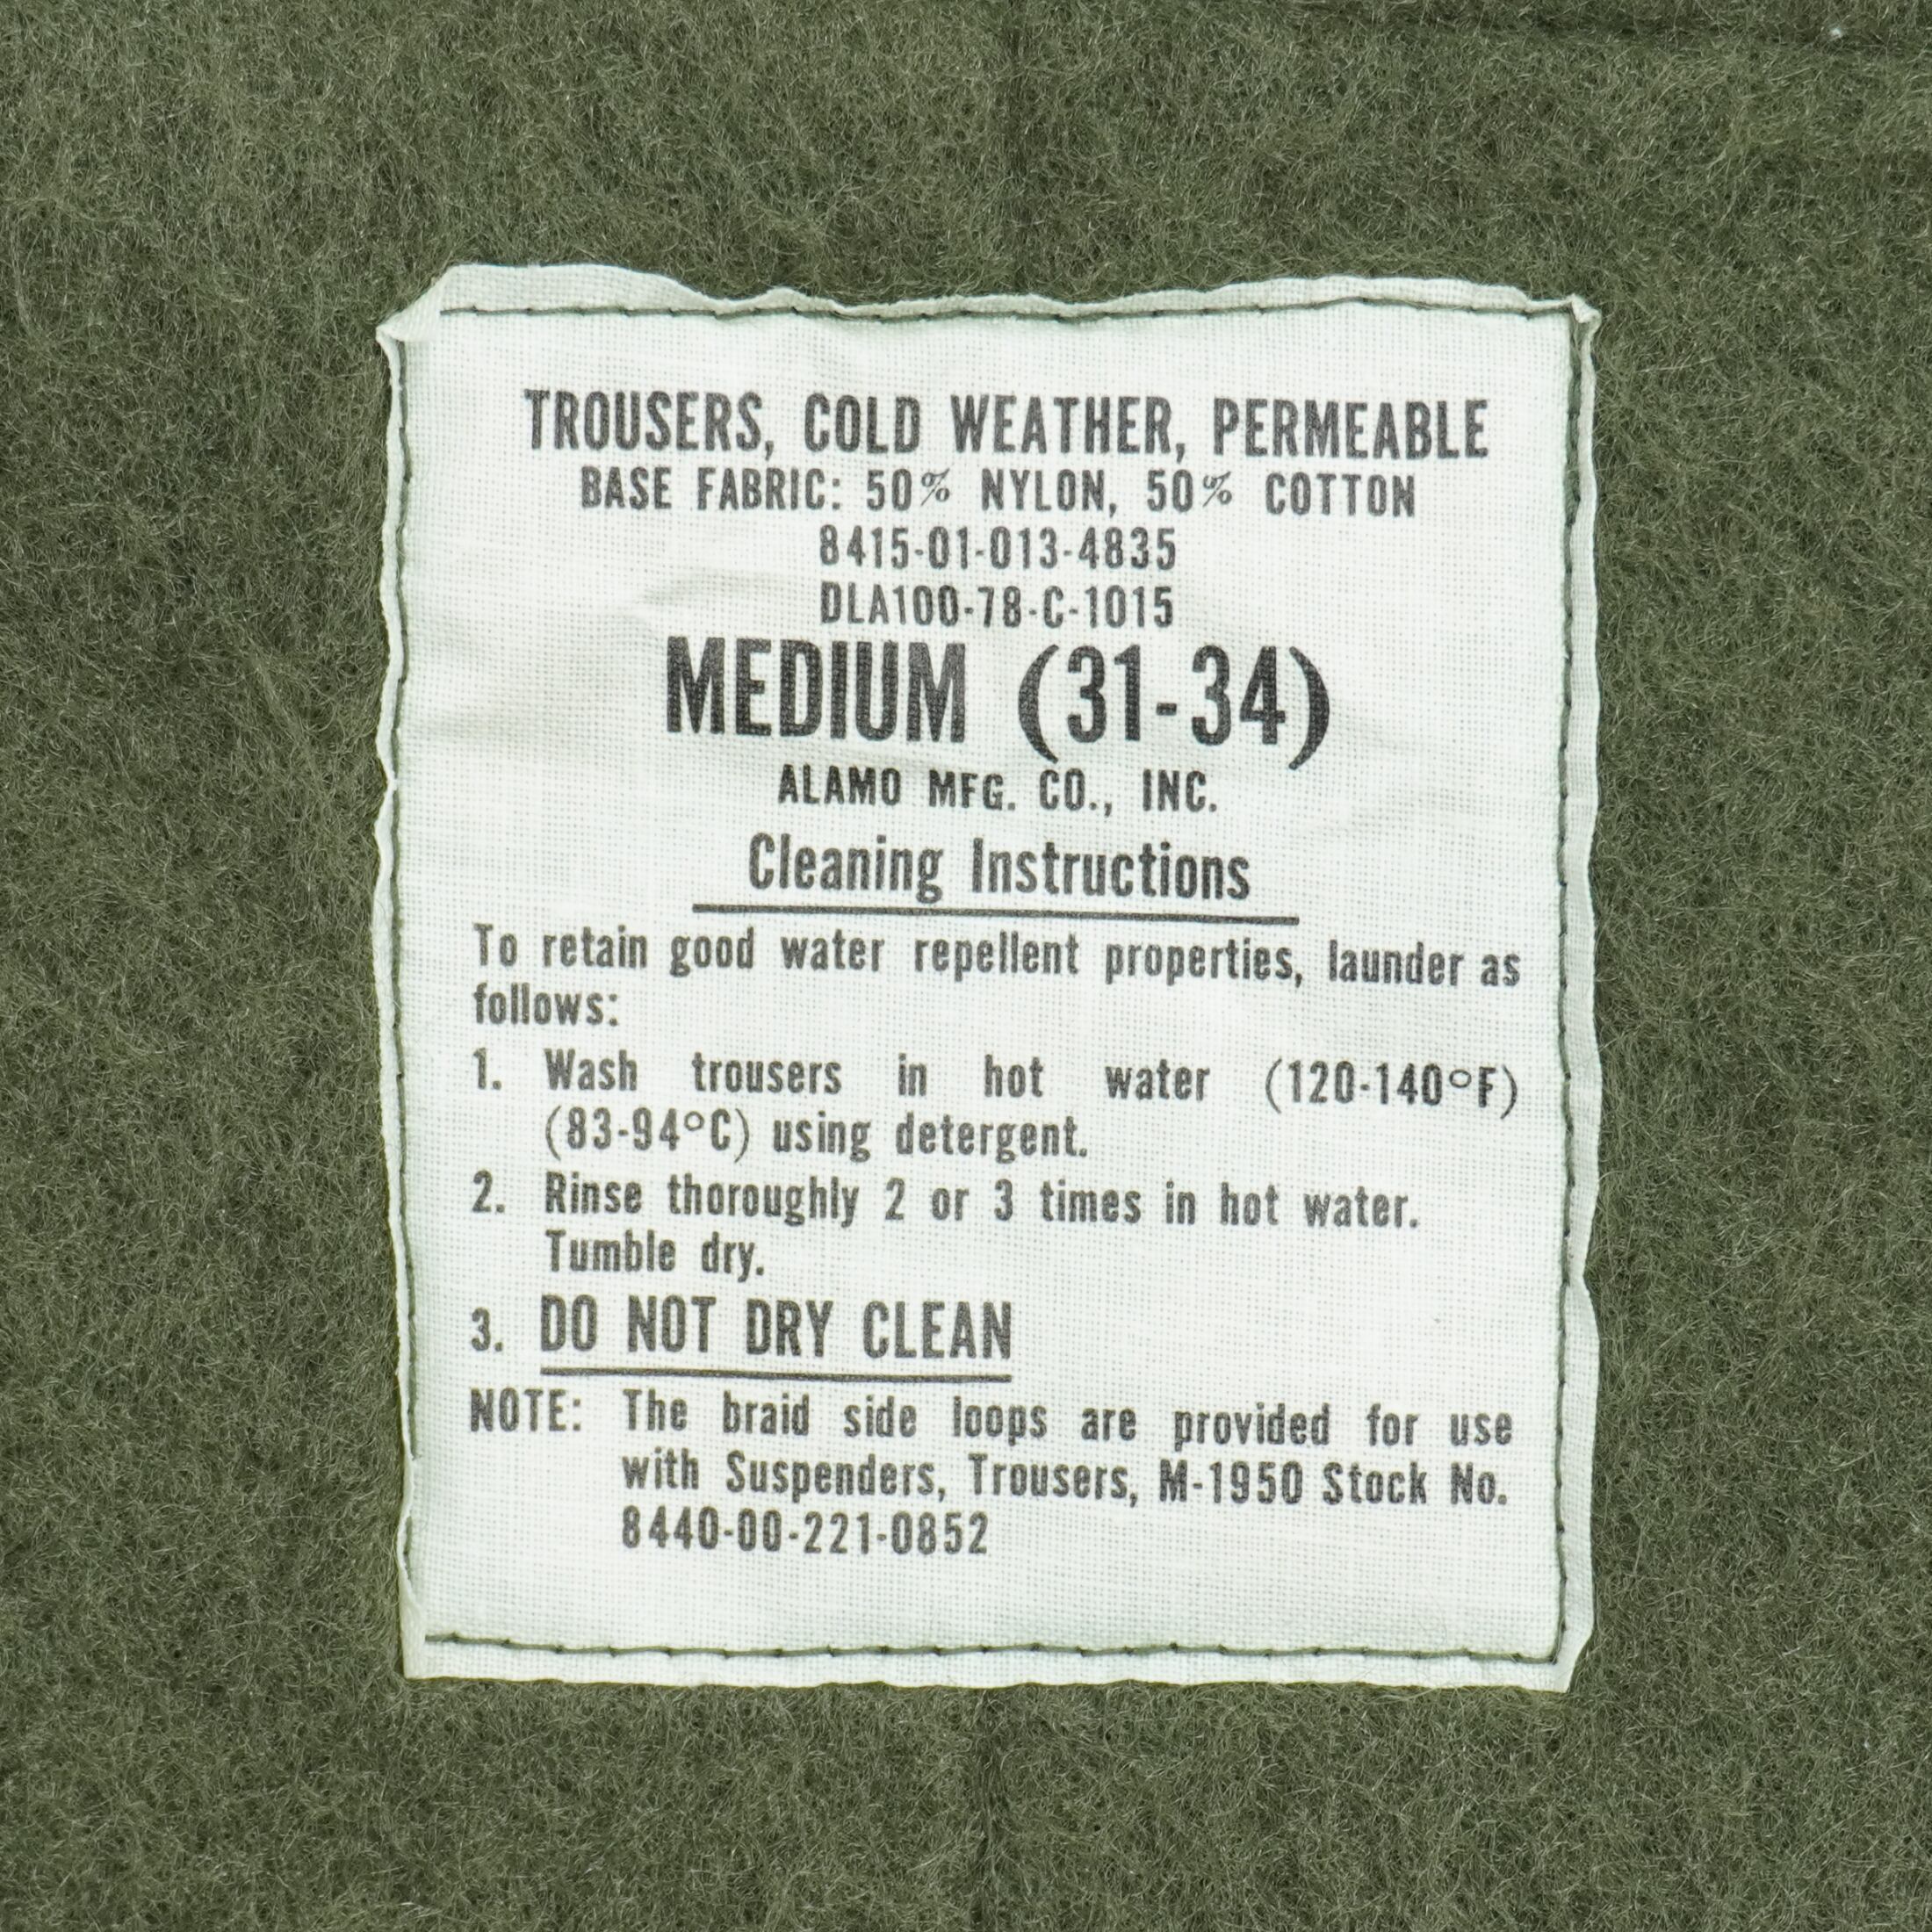 TROUSERS, COLD WEATHER, PERMEABLE
BASE FABRIC: 50% NYLON, 50% COTTON
8415-01-013-4835
DLA100-78-C-1015
MEDIUM (31-34)
ALAMO MFG. CO., INC.
Cleaning Instructions
To retain good water repellent properties, launder as
follows:
1. Wash trousers in hot water (120-140°F)
(83-94°C) using detergent.
2. Rinse thoroughly 2 or 3 times in hot water.
Tumble dry.
3. DO NOT DRY CLEAN
NOTE: The braid side loops are provided for use
with Suspenders, Trousers, M-1950 Stock No.
8440-00-221-0852